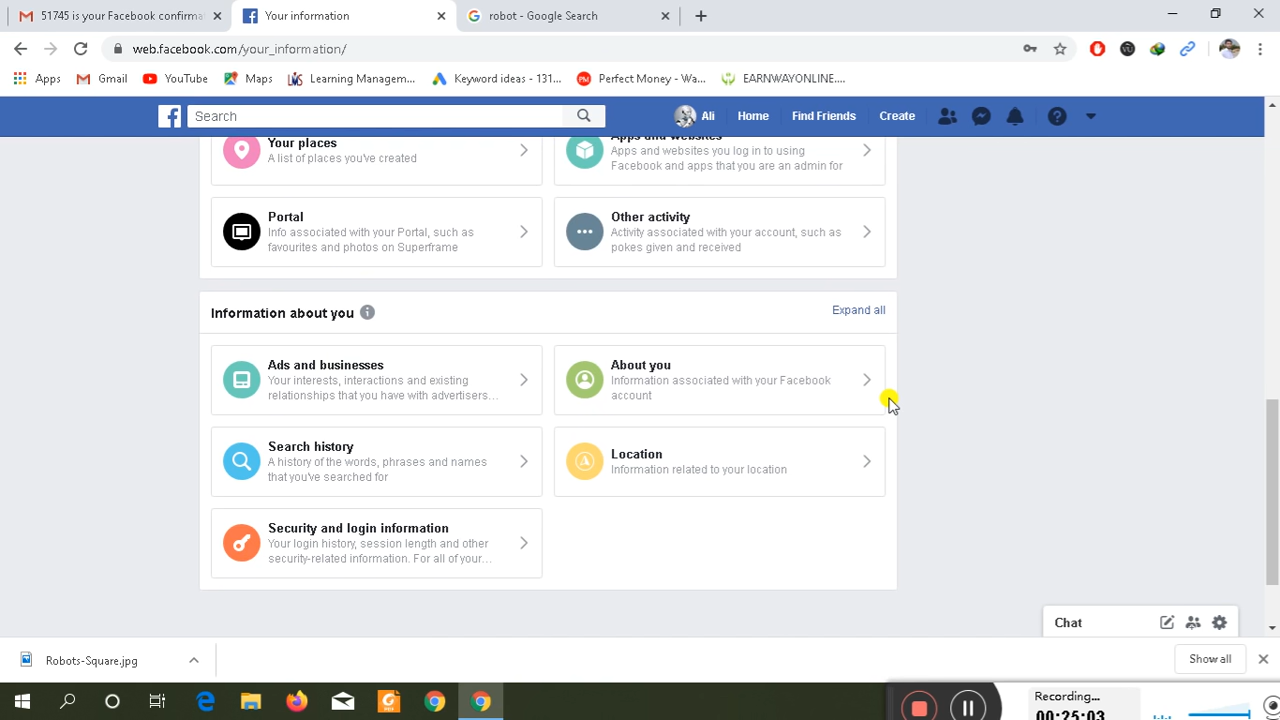 51745 is your Facebook confirma
Your information
robot - Google Search
web.facebook.com/your_information/
Apps
Gmail
YouTube
Maps
Learning Managem...
Keyword ideas - 131...
Perfect Money - Wa...
EARNWAYONLINE....
Search
Ali
Home
Find Friends
Create
Your places
A list of places you've created
Apps and websites
Apps and websites you log in to using
Facebook and apps that you are an admin for
Portal
Info associated with your Portal, such as
favourites and photos on Superframe
Other activity
Activity associated with your account, such as
pokes given and received
Information about you
Expand all
Ads and businesses
Your interests, interactions and existing
relationships that you have with advertisers...
About you
Information associated with your Facebook
account
Search history
A history of the words, phrases and names
that you've searched for
Location
Information related to your location
Security and login information
Your login history, session length and other
security-related information. For all of your...
Chat
Robots-Square.jpg
Show all
Recording...
00:25:03